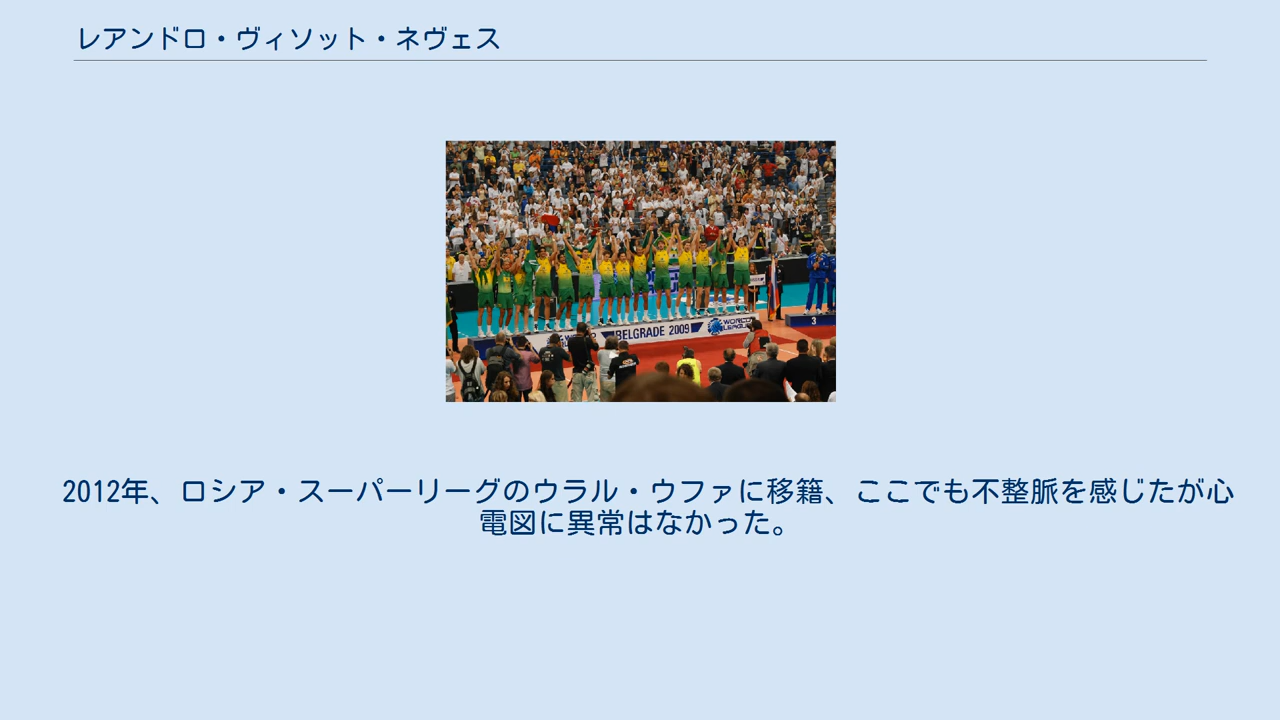 レアンドロ・ヴィソット・ネヴェス
BELGRADE 2009
WORLD
LEAGUE
3
2012年、ロシア・スーパーリーグのウラル・ウファに移籍、ここでも不整脈を感じたが心
電図に異常はなかった。